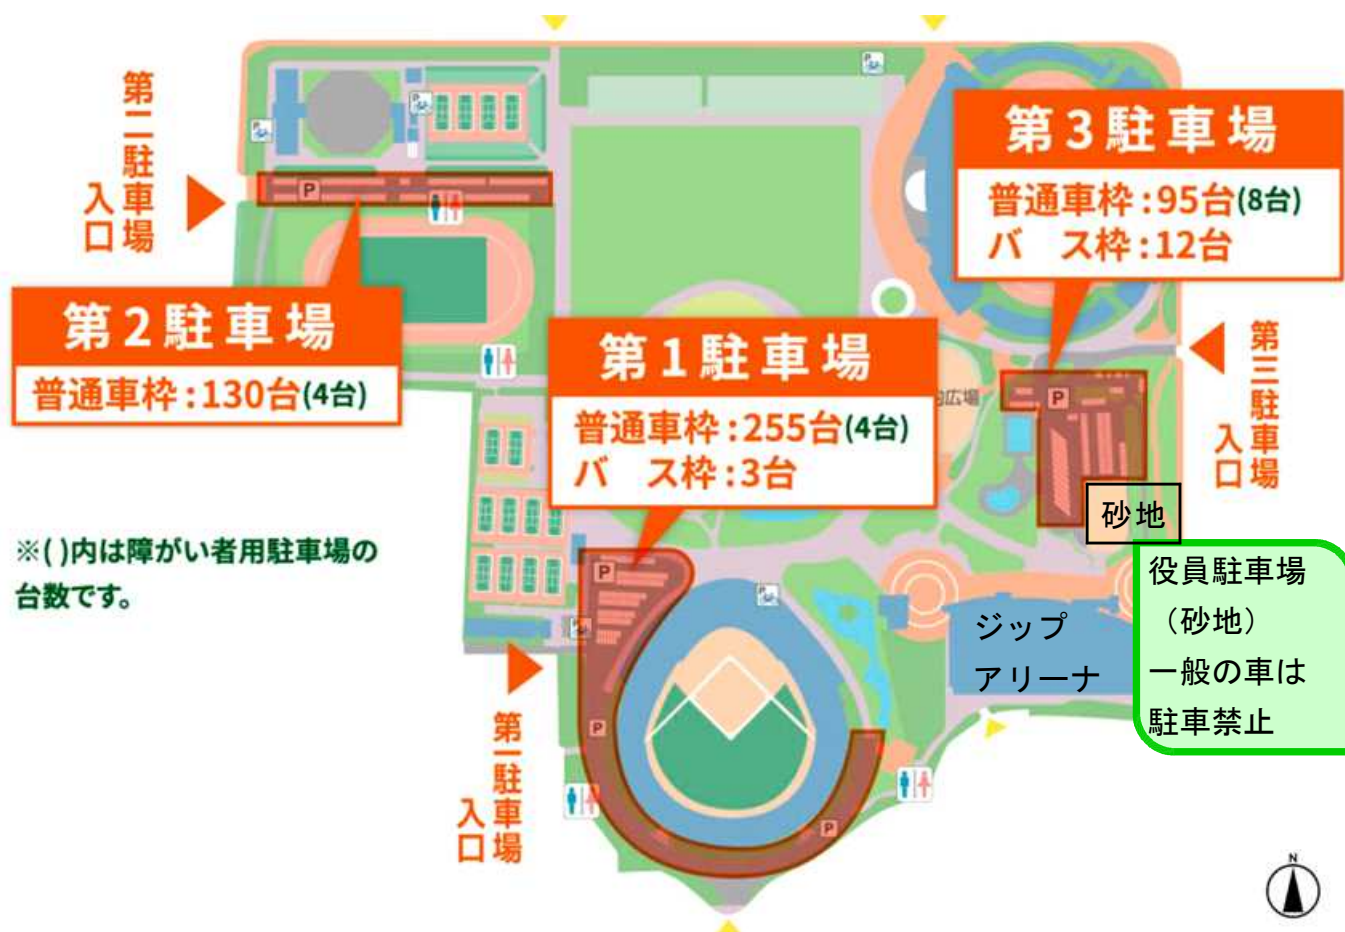 第二駐車場
入口
第3駐車場
普通車枠:95台(8台)
バ ス枠:12台
第2駐車場
普通車枠:130台(4台)
第1駐車場
普通車枠:255台(4台)
バ ス枠:3台
第三駐車場
入口
広場
砂地
※( )内は障がい者用駐車場の
台数です。
役員駐車場
（砂地）
一般の車は
駐車禁止
ジップ
アリーナ
第一駐車場
入口
P
P
P
P
P
N